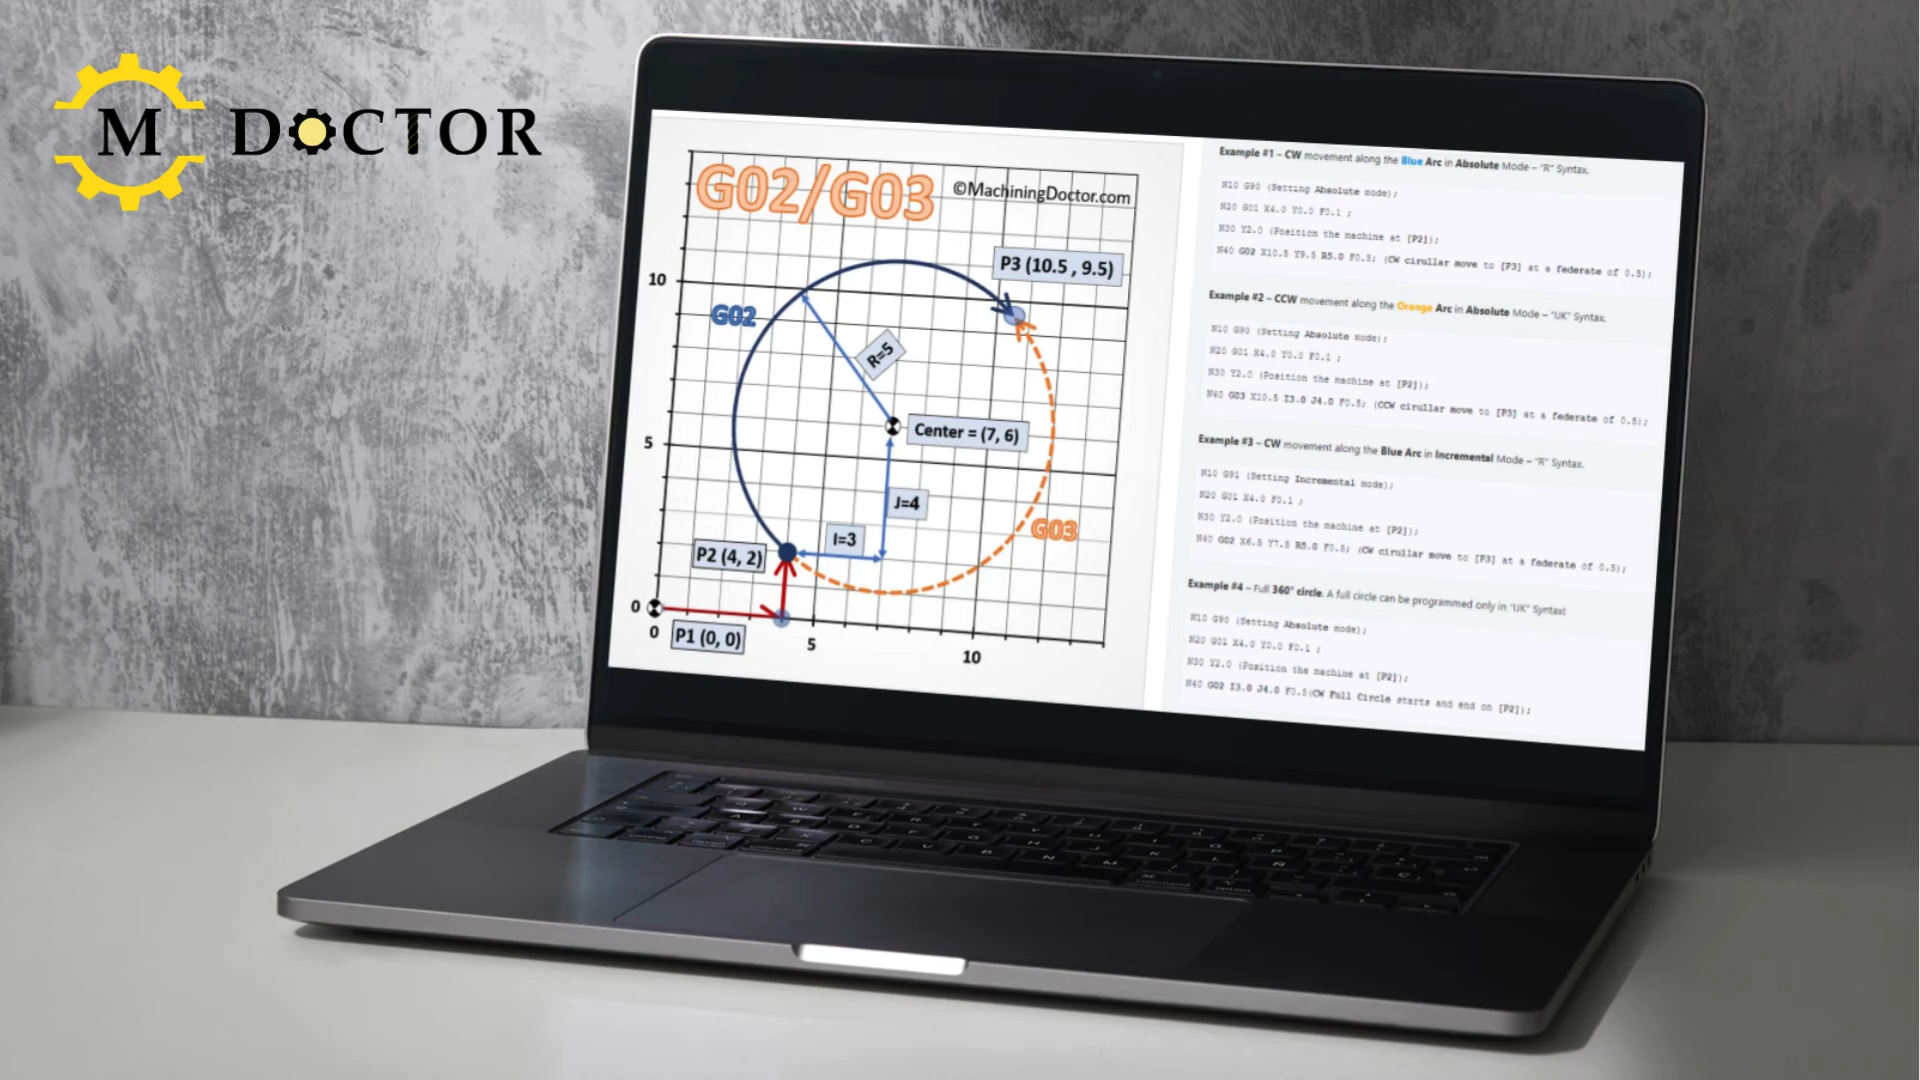 M DOCTOR
G02/G03
©MachiningDoctor.com
P3 (10.5 , 9.5)
10
G02
R=5
Center = (7, 6)
5
J=4
I=3
G03
P2 (4, 2)
0
0
P1 (0, 0)
5
10
Example #1 – CW movement along the Blue Arc in Absolute Mode – "R" Syntax.
N10 G90 (Setting Absolute mode);
N20 G01 X4.0 Y0.0 F0.1 ;
N30 Y2.0 (Position the machine at [P2]);
N40 G02 X10.5 Y9.5 R5.0 F0.5; (CW cirullar move to [P3] at a federate of 0.5);
Example #2 – CCW movement along the Orange Arc in Absolute Mode – "IJK" Syntax.
N10 G90 (Setting Absolute mode);
N20 G01 X4.0 Y0.0 F0.1 ;
N30 Y2.0 (Position the machine at [P2]);
N40 G03 X10.5 I3.0 J4.0 F0.5; (CCW cirullar move to [P3] at a federate of 0.5);
Example #3 – CW movement along the Blue Arc in Incremental Mode – "R" Syntax.
N10 G91 (Setting Incremental mode);
N20 G01 X4.0 F0.1 ;
N30 Y2.0 (Position the machine at [P2]);
N40 G02 X6.5 Y7.5 R5.0 F0.5; (CW cirullar move to [P3] at a federate of 0.5);
Example #4 – Full 360° circle. A full circle can be programmed only in "IJK" Syntax!
N10 G90 (Setting Absolute mode);
N20 G01 X4.0 Y0.0 F0.1 ;
N30 Y2.0 (Position the machine at [P2]);
N40 G02 I3.0 J4.0 F0.5(CW Full Circle starts and end on [P2]);